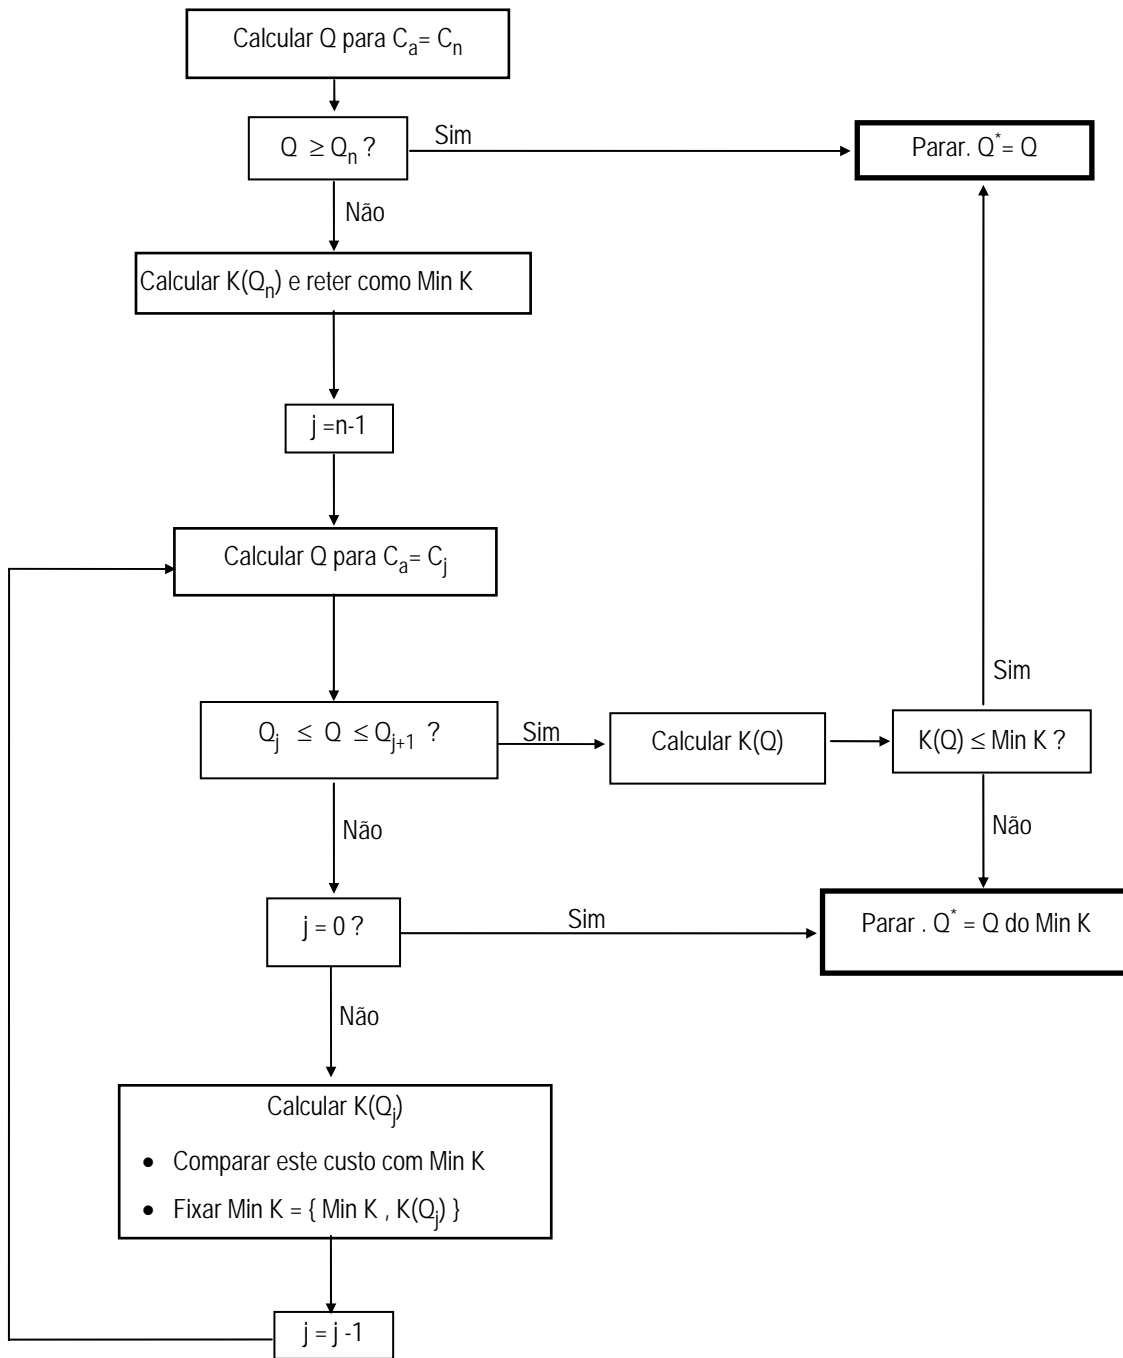 Calcular Q para Cₐ= Cₙ
Q ≥ Qₙ ?
Sim
Parar. Q*= Q
Não
Calcular K(Qₙ) e reter como Min K
j =n-1
Calcular Q para Cₐ= Cⱼ
Qⱼ ≤ Q ≤ Qⱼ₊₁ ?
Sim
Calcular K(Q)
K(Q) ≤ Min K ?
Sim
Não
Não
j = 0 ?
Sim
Parar . Q* = Q do Min K
Não
Calcular K(Qⱼ)
• Comparar este custo com Min K
• Fixar Min K = { Min K , K(Qⱼ) }
j = j -1